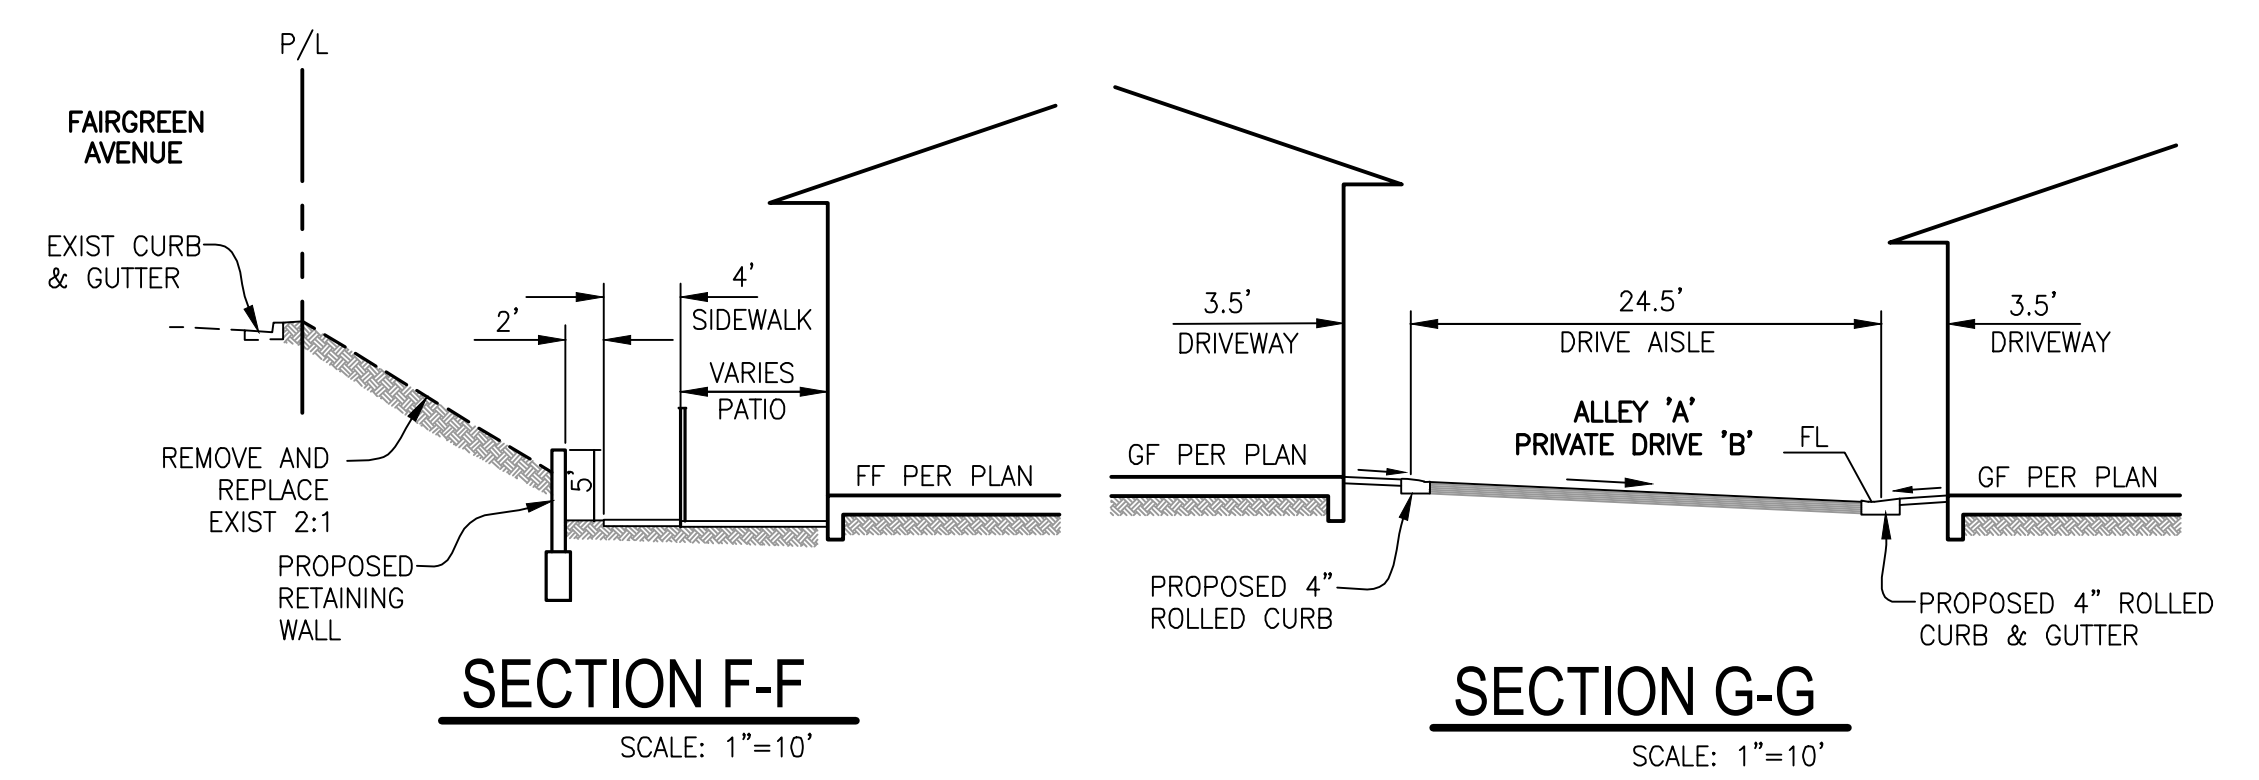 P/L
FAIRGREEN
AVENUE
EXIST CURB
& GUTTER
4'
SIDEWALK
2'
VARIES
PATIO
5'
REMOVE AND
REPLACE
EXIST 2:1
PROPOSED
RETAINING
WALL
FF PER PLAN
SECTION F-F
SCALE: 1"=10'
3.5'
DRIVEWAY
24.5'
DRIVE AISLE
3.5'
DRIVEWAY
ALLEY 'A'
PRIVATE DRIVE 'B'
FL
GF PER PLAN
GF PER PLAN
PROPOSED 4"
ROLLED CURB
PROPOSED 4" ROLLED
CURB & GUTTER
SECTION G-G
SCALE: 1"=10'